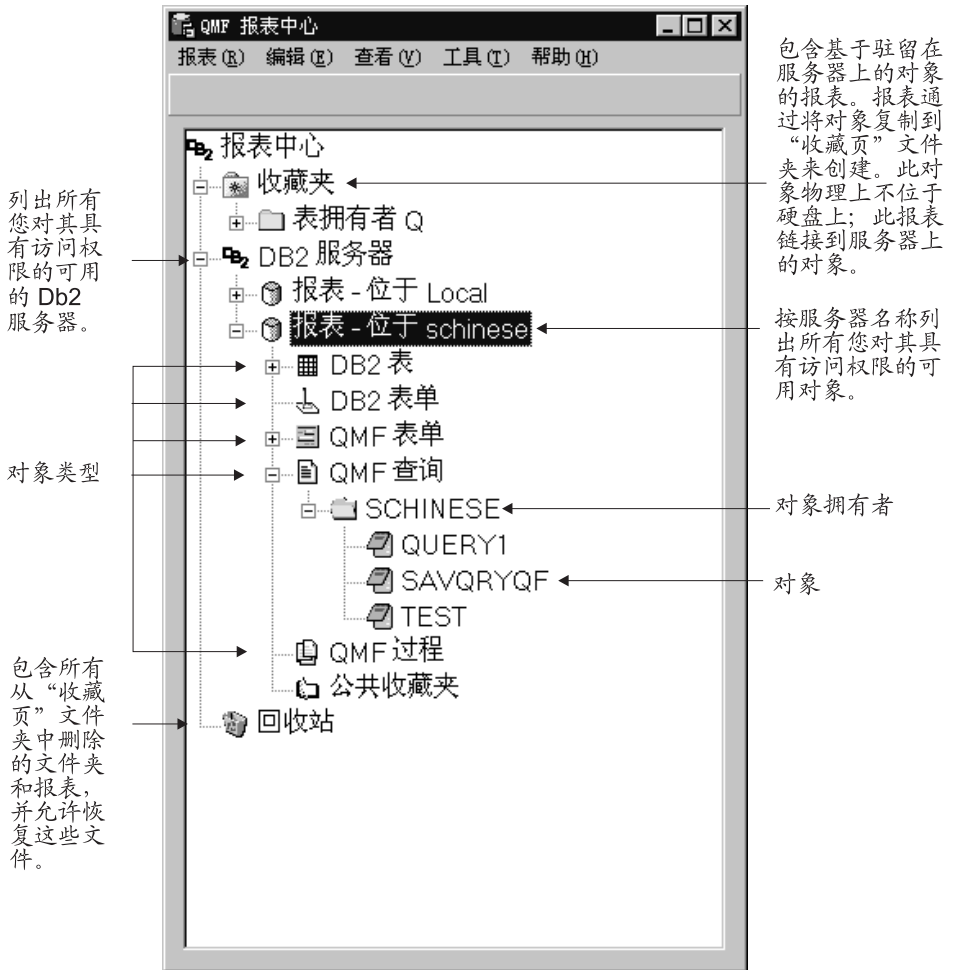 QMF 报表中心
报表(R) 编辑(E) 查看(V) 工具(T) 帮助(H)
报表中心
收藏夹
表拥有者 Q
DB2 服务器
报表 - 位于 Local
报表 - 位于 schinese
DB2 表
DB2 表单
QMF 表单
QMF 查询
SCHINESE
QUERY1
SAVQRYQF
TEST
QMF 过程
公共收藏夹
回收站
列出所有
您对其具
有访问权
限的可用
的 Db2
服务器。
对象类型
包含所有
从“收藏
页”文件
夹中删除
的文件夹
和报表,
并允许恢
复这些文
件。
包含基于驻留在
服务器上的对象
的报表。报表通
过将对象复制到
“收藏页”文件
夹来创建。此对
象物理上不位于
硬盘上; 此报表
链接到服务器上
的对象。
按服务器名称列
出所有您对其具
有访问权限的可
用对象。
对象拥有者
对象